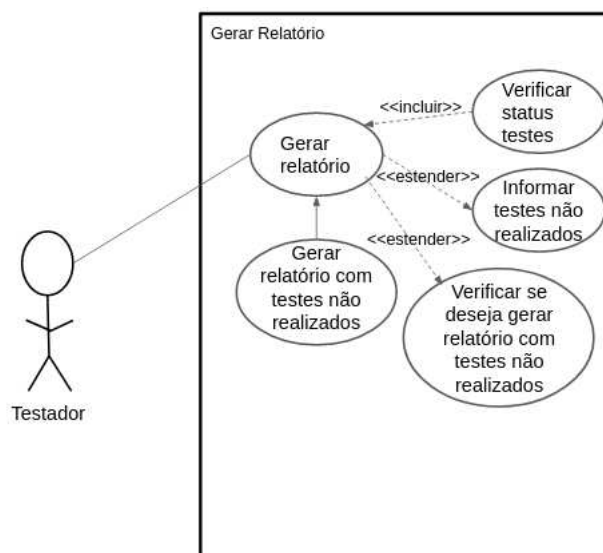 Gerar Relatório
Verificar
status
testes
<<incluir>>
Gerar
relatório
<<estender>>
Informar
testes não
realizados
<<estender>>
Gerar
relatório com
testes não
realizados
Verificar se
deseja gerar
relatório com
testes não
realizados
Testador